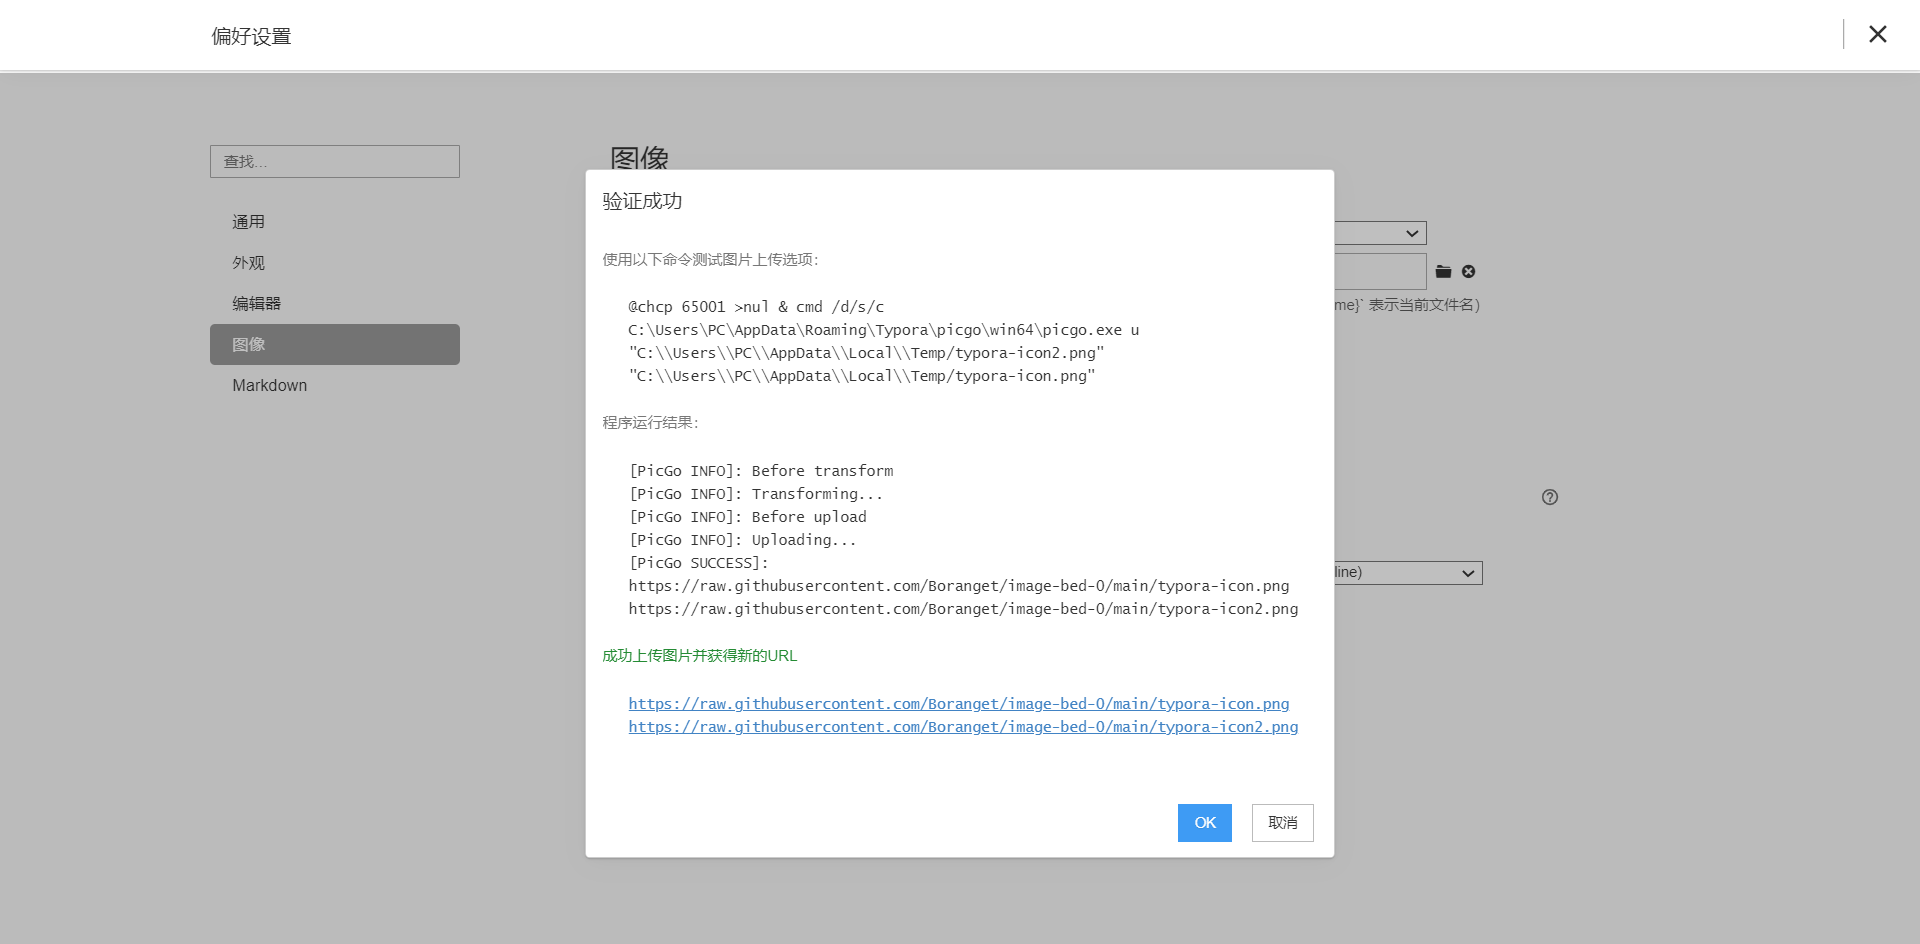 偏好设置
查找...
通用
外观
编辑器
图像
Markdown
图像
me}` 表示当前文件名)
line)
验证成功
使用以下命令测试图片上传选项:
@chcp 65001 >nul & cmd /d/s/c
C:\Users\PC\AppData\Roaming\Typora\picgo\win64\picgo.exe u
"C:\\Users\\PC\\AppData\\Local\\Temp/typora-icon2.png"
"C:\\Users\\PC\\AppData\\Local\\Temp/typora-icon.png"
程序运行结果:
[PicGo INFO]: Before transform
[PicGo INFO]: Transforming...
[PicGo INFO]: Before upload
[PicGo INFO]: Uploading...
[PicGo SUCCESS]:
https://raw.githubusercontent.com/Boranget/image-bed-0/main/typora-icon.png
https://raw.githubusercontent.com/Boranget/image-bed-0/main/typora-icon2.png
成功上传图片并获得新的URL
https://raw.githubusercontent.com/Boranget/image-bed-0/main/typora-icon.png
https://raw.githubusercontent.com/Boranget/image-bed-0/main/typora-icon2.png
OK
取消